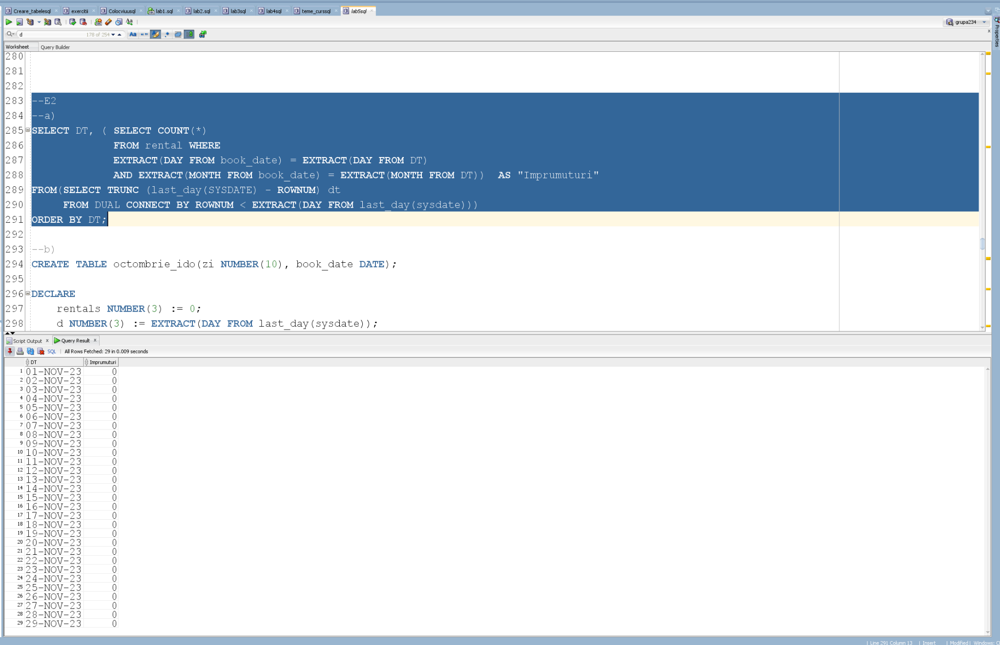 Creare_tabelesql exercitii Colocviuusql lab1.sql lab2.sql lab3sql lab4sql teme_curssql lab5sql
grupa234
d 178 of 254 Aa “ ”
Properties
Worksheet Query Builder
280
281
282
283 --E2
284 --a)
285 SELECT DT, ( SELECT COUNT(*)
286 FROM rental WHERE
287 EXTRACT(DAY FROM book_date) = EXTRACT(DAY FROM DT)
288 AND EXTRACT(MONTH FROM book_date) = EXTRACT(MONTH FROM DT)) AS "Imprumuturi"
289 FROM(SELECT TRUNC (last_day(SYSDATE) - ROWNUM) dt
290 FROM DUAL CONNECT BY ROWNUM < EXTRACT(DAY FROM last_day(sysdate)))
291 ORDER BY DT;
292
293 --b)
294 CREATE TABLE octombrie_ido(zi NUMBER(10), book_date DATE);
295
296 DECLARE
297 rentals NUMBER(3) := 0;
298 d NUMBER(3) := EXTRACT(DAY FROM last_day(sysdate));
Script Output x Query Result x
SQL | All Rows Fetched: 29 in 0.009 seconds
DT Imprumuturi
1 01-NOV-23 0
2 02-NOV-23 0
3 03-NOV-23 0
4 04-NOV-23 0
5 05-NOV-23 0
6 06-NOV-23 0
7 07-NOV-23 0
8 08-NOV-23 0
9 09-NOV-23 0
10 10-NOV-23 0
11 11-NOV-23 0
12 12-NOV-23 0
13 13-NOV-23 0
14 14-NOV-23 0
15 15-NOV-23 0
16 16-NOV-23 0
17 17-NOV-23 0
18 18-NOV-23 0
19 19-NOV-23 0
20 20-NOV-23 0
21 21-NOV-23 0
22 22-NOV-23 0
23 23-NOV-23 0
24 24-NOV-23 0
25 25-NOV-23 0
26 26-NOV-23 0
27 27-NOV-23 0
28 28-NOV-23 0
29 29-NOV-23 0
| Line 291 Column 13 | Insert | Modified | Windows: C